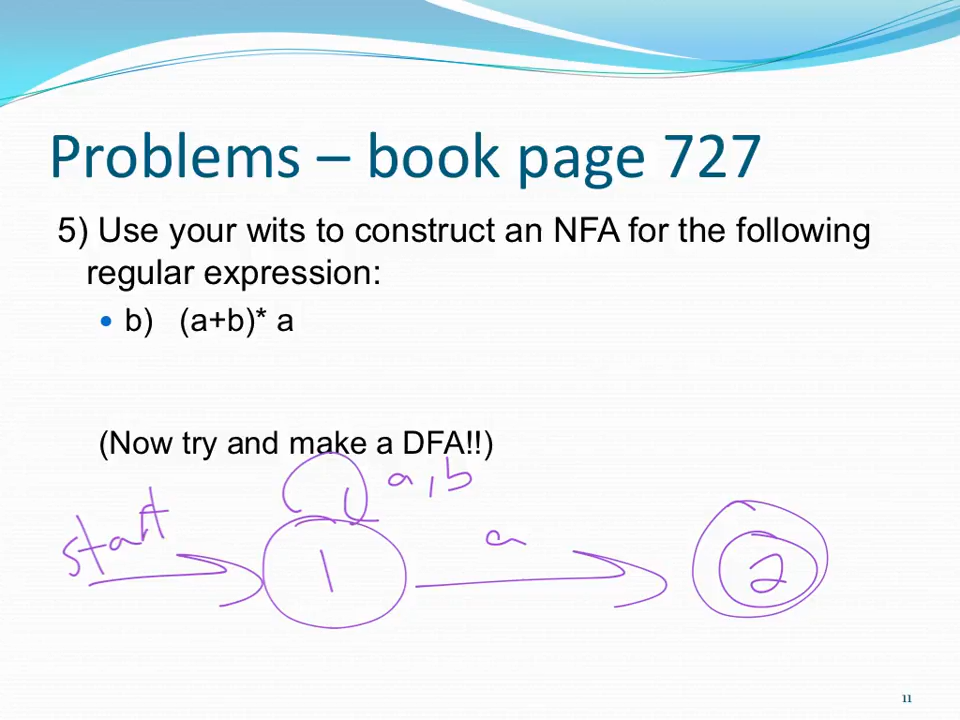 Problems – book page 727
5) Use your wits to construct an NFA for the following
regular expression:
b) (a+b)* a
(Now try and make a DFA!!)
a, b
start
a
1
2
11